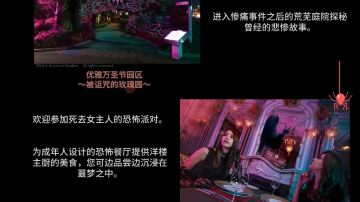 进入惨痛事件之后的荒芜庭院探秘
曾经的悲惨故事。
优雅万圣节园区
～被诅咒的玫瑰园～
欢迎参加死去女主人的恐怖派对。
为成年人设计的恐怖餐厅提供洋楼
主厨的美食，您可边品尝边沉浸在
噩梦之中。